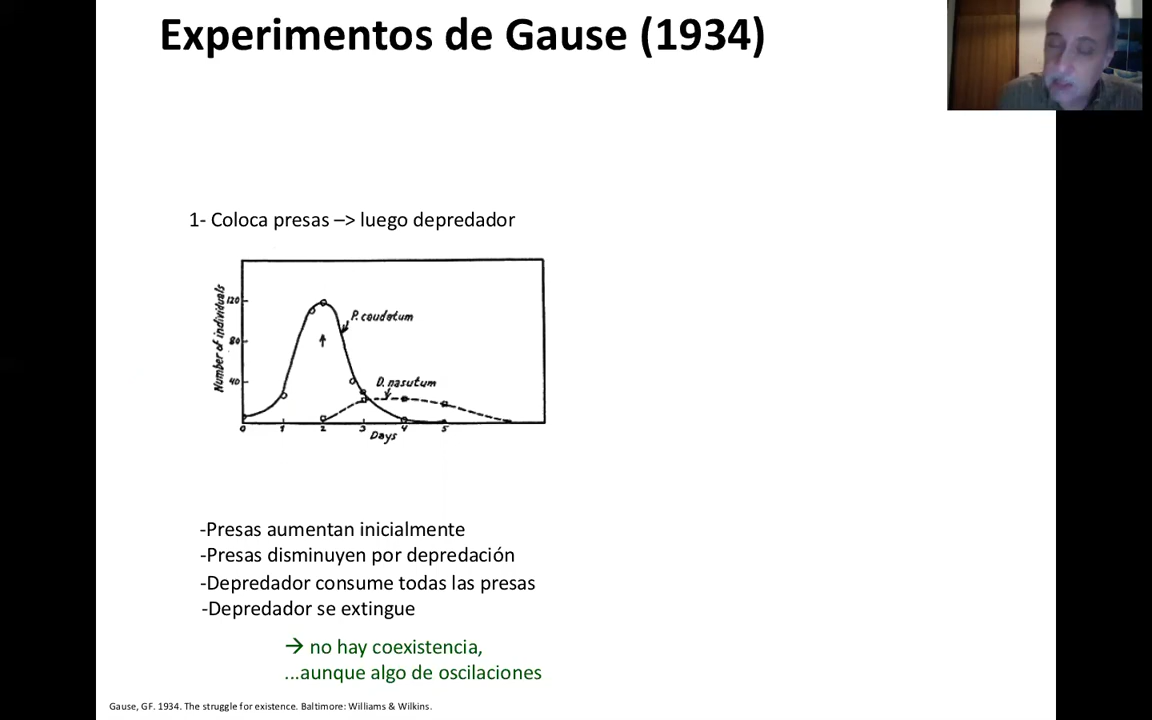 Experimentos de Gause (1934)
1- Coloca presas –> luego depredador
Number of individuals
120
80
40
P. caudatum
D. nasutum
0 1 2 3 4 5
Days
-Presas aumentan inicialmente
-Presas disminuyen por depredación
-Depredador consume todas las presas
-Depredador se extingue
→ no hay coexistencia,
...aunque algo de oscilaciones
Gause, GF. 1934. The struggle for existence. Baltimore: Williams & Wilkins.